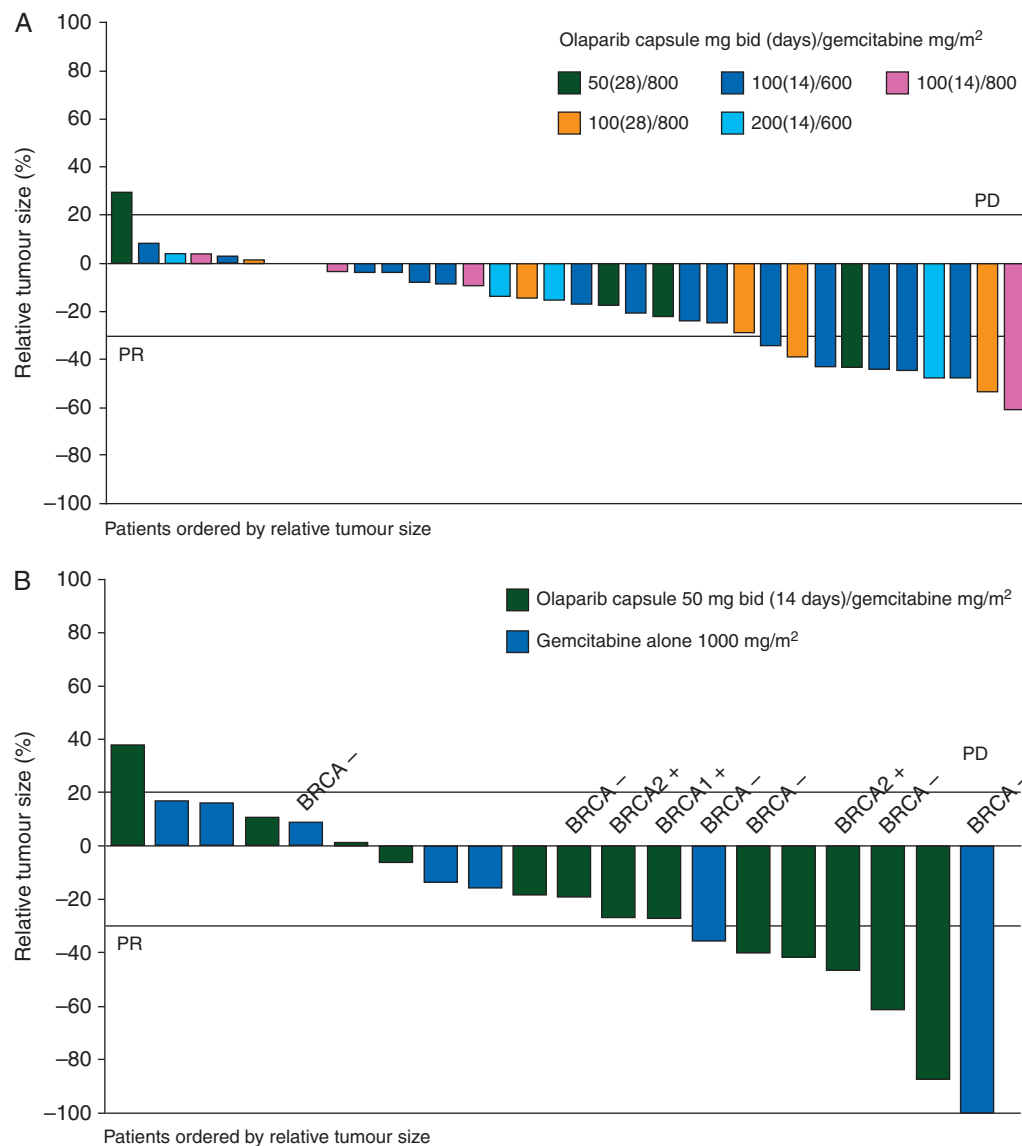 A
Olaparib capsule mg bid (days)/gemcitabine mg/m²
50(28)/800
100(14)/600
100(14)/800
100(28)/800
200(14)/600
Relative tumour size (%)
100
80
60
40
20
0
–20
–40
–60
–80
–100
PD
PR
Patients ordered by relative tumour size
B
Olaparib capsule 50 mg bid (14 days)/gemcitabine mg/m²
Gemcitabine alone 1000 mg/m²
Relative tumour size (%)
100
80
60
40
20
0
–20
–40
–60
–80
–100
PD
PR
BRCA –
BRCA –
BRCA2 +
BRCA1 +
BRCA –
BRCA –
BRCA2 +
BRCA –
BRCA –
Patients ordered by relative tumour size